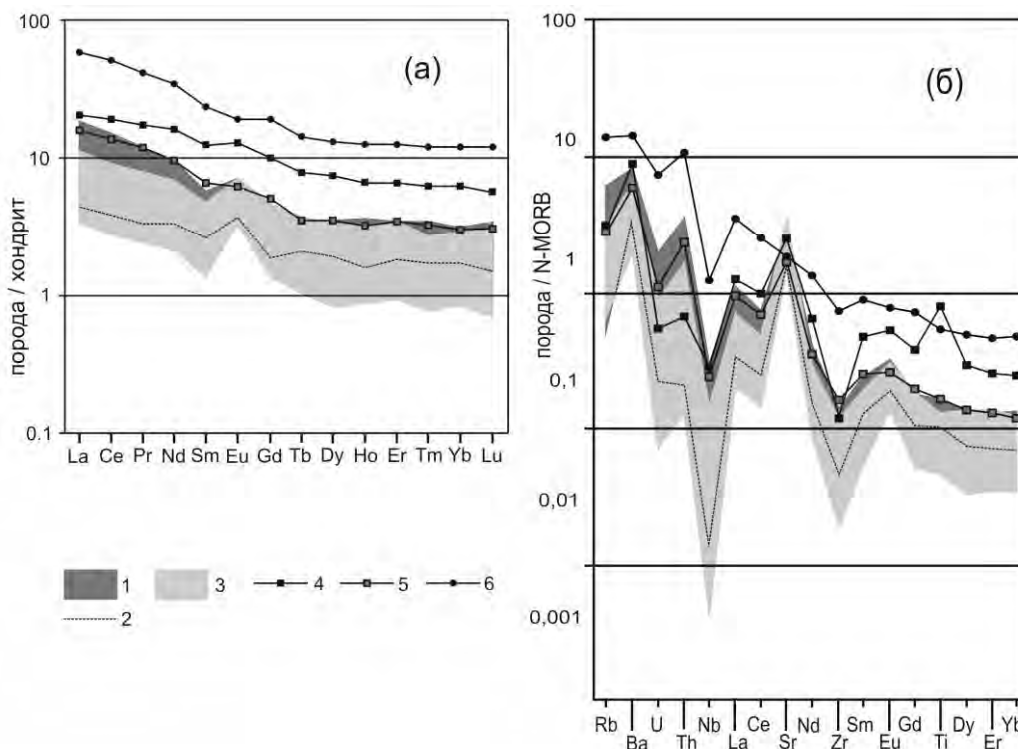 100
10
1
0.1
порода / хондрит
(а)
La Ce Pr Nd Sm Eu Gd Tb Dy Ho Er Tm Yb Lu
1
3
4
5
6
2
100
10
1
0,1
0,01
0,001
порода / N-MORB
(б)
Rb U Nb Ce Nd Sm Gd Dy Yb
Ba Th La Sr Zr Eu Ti Er